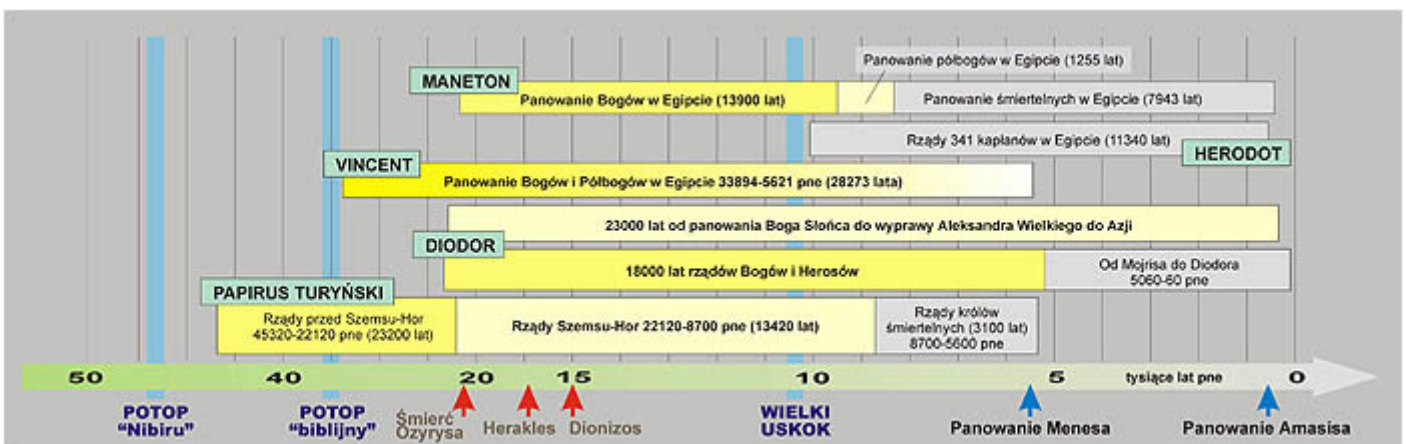 Panowanie półbogów w Egipcie (1255 lat)
MANETON
Panowanie Bogów w Egipcie (13900 lat)
Panowanie śmiertelnych w Egipcie (7943 lat)
Rządy 341 kapłanów w Egipcie (11340 lat)
HERODOT
VINCENT
Panowanie Bogów i Półbogów w Egipcie 33894-5621 pne (28273 lata)
23000 lat od panowania Boga Słońca do wyprawy Aleksandra Wielkiego do Azji
DIODOR
18000 lat rządów Bogów i Herosów
Od Mojrisa do Diodora
5060-60 pne
PAPIRUS TURYŃSKI
Rządy przed Szemsu-Hor
45320-22120 pne (23200 lat)
Rządy Szemsu-Hor 22120-8700 pne (13420 lat)
Rządy królów
śmiertelnych (3100 lat)
8700-5600 pne
50 40 20 15 10 5 tysiące lat pne 0
POTOP
"Nibiru"
POTOP
"biblijny"
Śmierć
Ozyrysa
Herakles
Dionizos
WIELKI
USKOK
Panowanie Menesa
Panowanie Amasisa